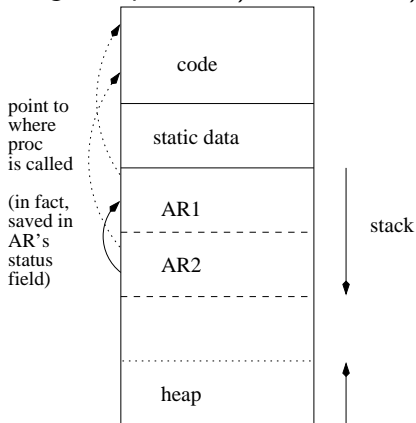 code
point to
where
proc
is called
static data
(in fact,
saved in
AR's
status
field)
AR1
AR2
stack
heap